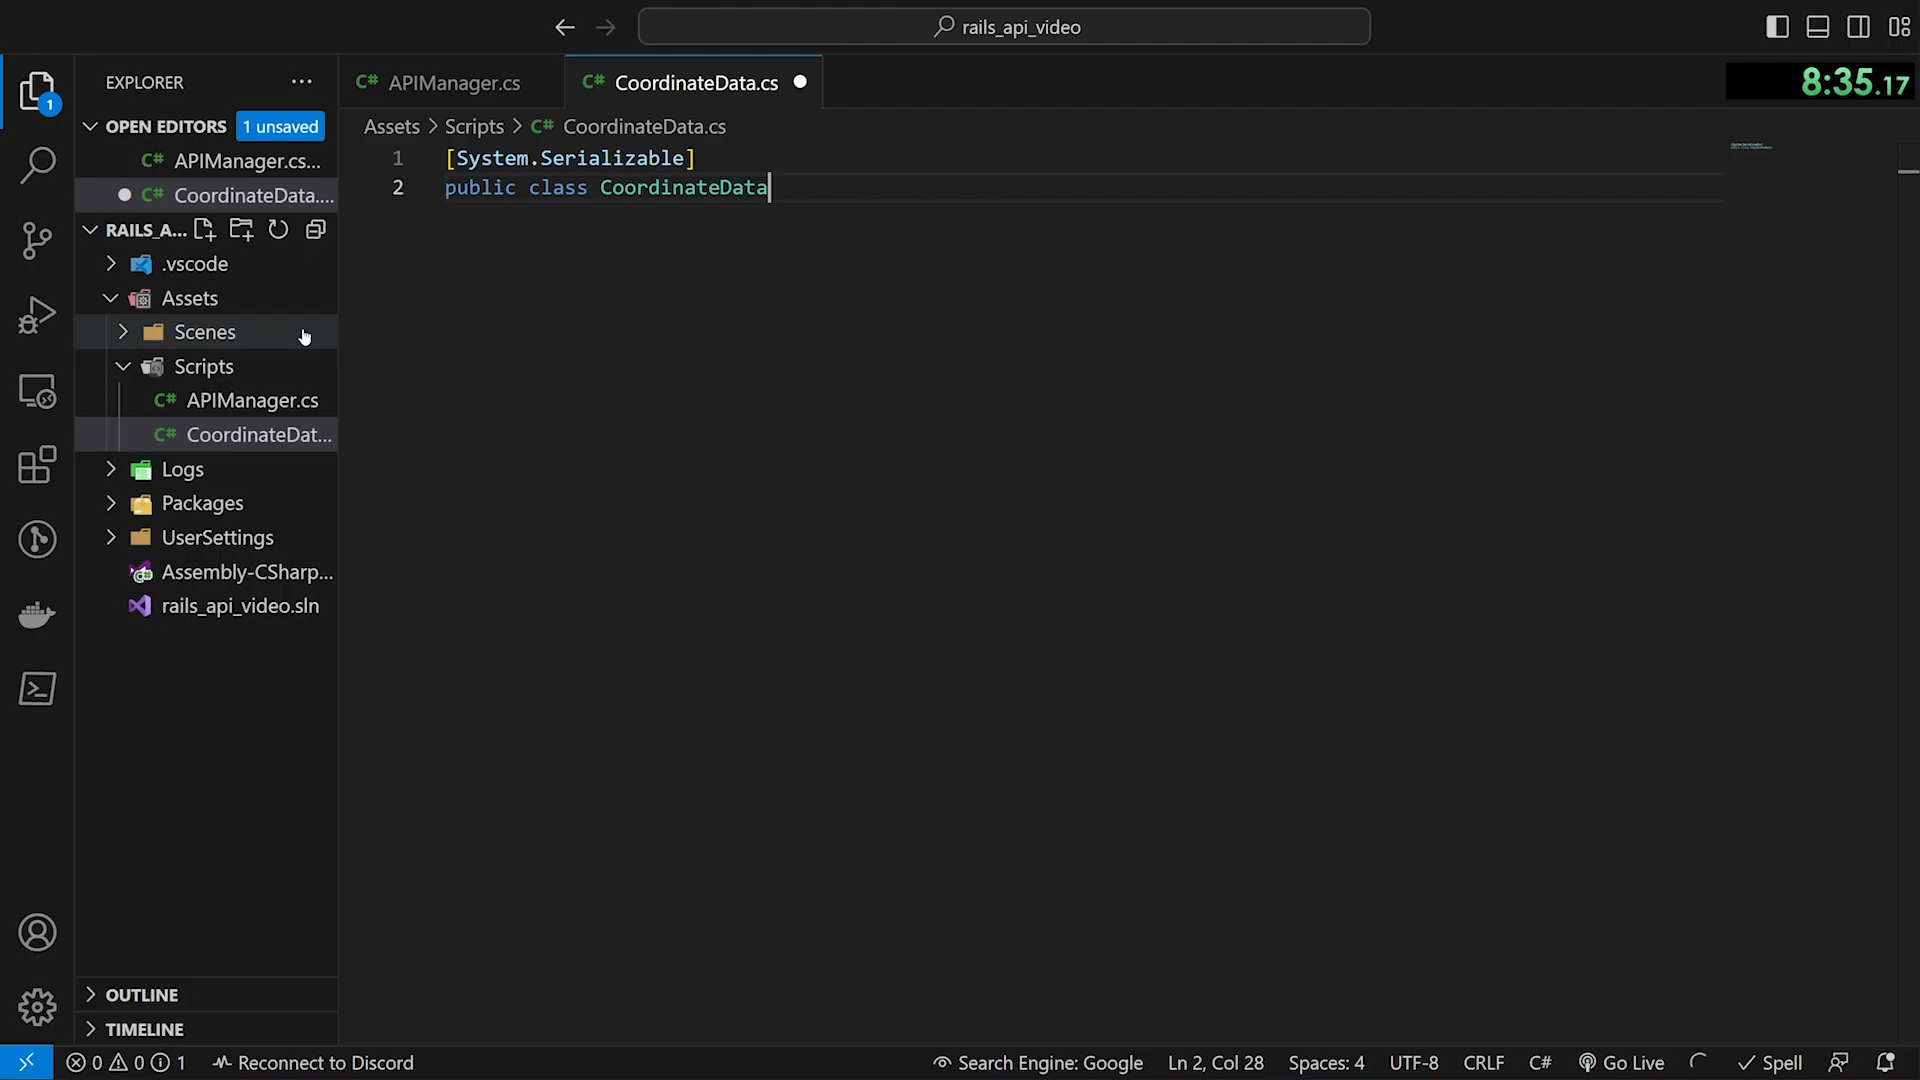 rails_api_video
EXPLORER
C# APIManager.cs
C# CoordinateData.cs
8:35.17
OPEN EDITORS 1 unsaved
C# APIManager.cs...
C# CoordinateData....
RAILS_A...
.vscode
Assets
Scenes
Scripts
C# APIManager.cs
C# CoordinateDat...
Logs
Packages
UserSettings
Assembly-CSharp...
rails_api_video.sln
OUTLINE
TIMELINE
1
Assets > Scripts > C# CoordinateData.cs
1 [System.Serializable]
2 public class CoordinateData
0 0 1 Reconnect to Discord Search Engine: Google Ln 2, Col 28 Spaces: 4 UTF-8 CRLF C# Go Live Spell